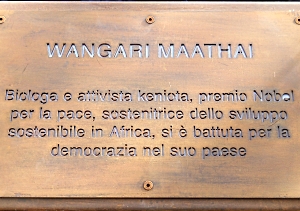 WANGARI MAATHAI
Biologa e attivista keniota, premio Nobel
per la pace, sostenitrice dello sviluppo
sostenibile in Africa, si è battuta per la
democrazia nel suo paese